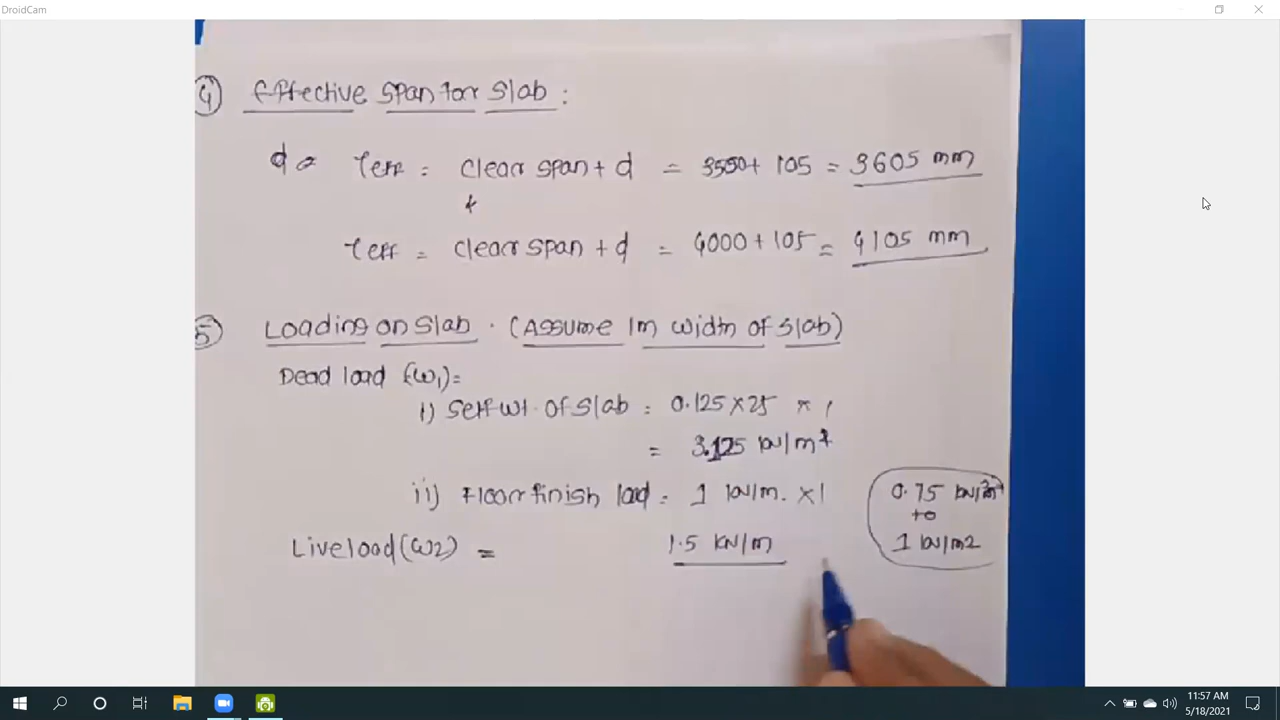 DroidCam
4) Effective span for slab :
d = leff = clear span + d = 3500 + 105 = 3605 mm
&
leff = clear span + d = 4000 + 105 = 4105 mm
5) Loading on slab . (Assume 1m width of slab)
Dead load (w1) =
i) Self wt. of slab = 0.125 x 25 x 1
= 3.125 kN/m
ii) Floor finish load = 1 kN/m. x 1
0.75 kN/m2
to
1 kN/m2
Live load (w2) = 1.5 kN/m
11:57 AM
5/18/2021